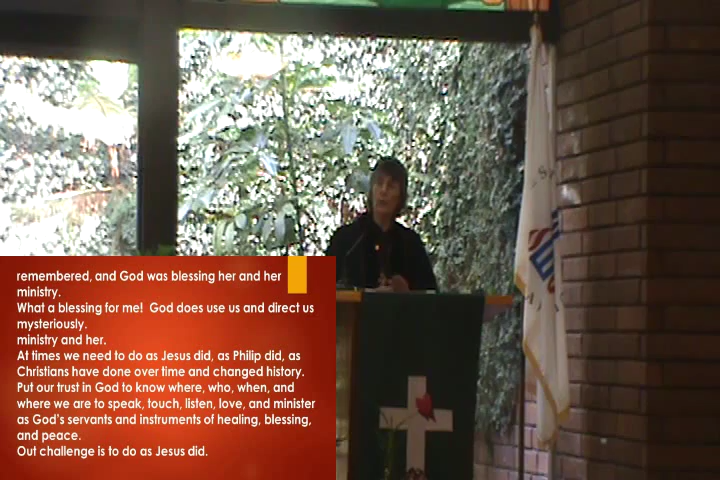 remembered, and God was blessing her and her
ministry.
What a blessing for me!  God does use us and direct us
mysteriously.
ministry and her.
At times we need to do as Jesus did, as Philip did, as
Christians have done over time and changed history.
Put our trust in God to know where, who, when, and
where we are to speak, touch, listen, love, and minister
as God's servants and instruments of healing, blessing,
and peace.
Out challenge is to do as Jesus did.